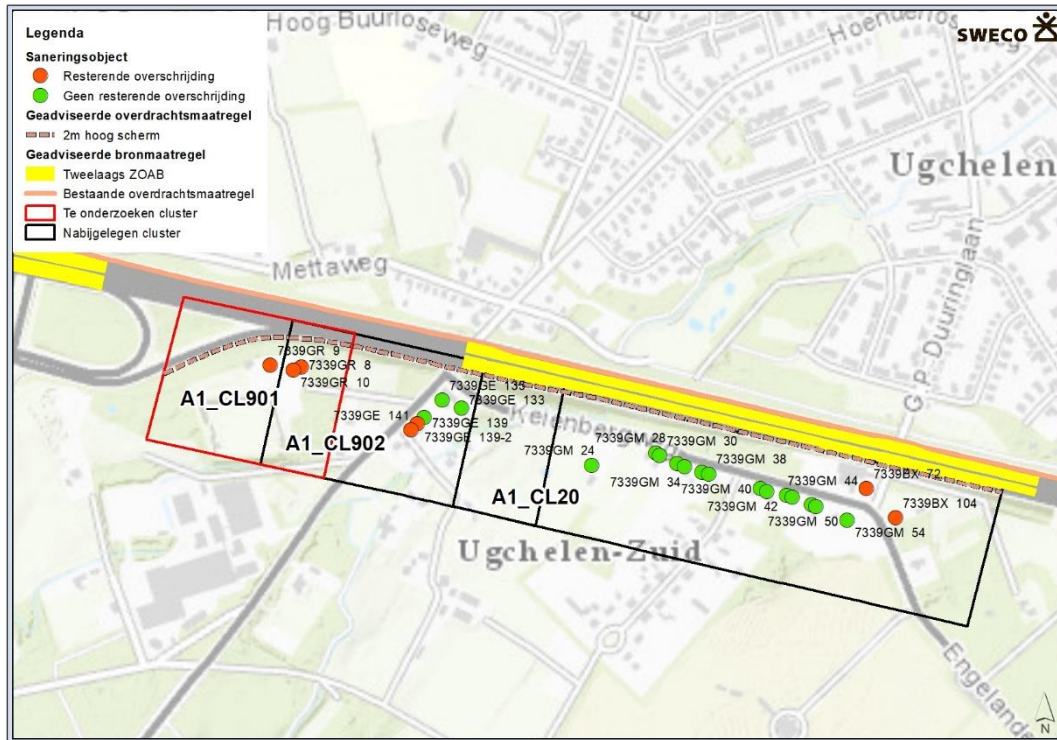 Legenda
Saneringsobject
Resterende overschrijding
Geen resterende overschrijding
Geadviseerde overdrachtsmaatregel
2m hoog scherm
Geadviseerde bronmaatregel
Tweelaags ZOAB
Bestaande overdrachtsmaatregel
Te onderzoeken cluster
Nabijgelegen cluster
SWECO
Hoog Buurloseweg
Ugchelen
Mettaweg
G.P. Duuringlaan
7339GR 9
7339GR 8
7339GR 10
A1_CL901
7339GE 135
7339GE 133
7339GE 141
7339GE 139
7339GE 139-2
A1_CL902
7339GM 28
7339GM 30
7339GM 24
7339GM 38
7339GM 34
7339GM 40
7339GM 44
7339BX 72
7339GM 42
7339BX 104
7339GM 50
7339GM 54
A1_CL20
Ugchelen-Zuid
N